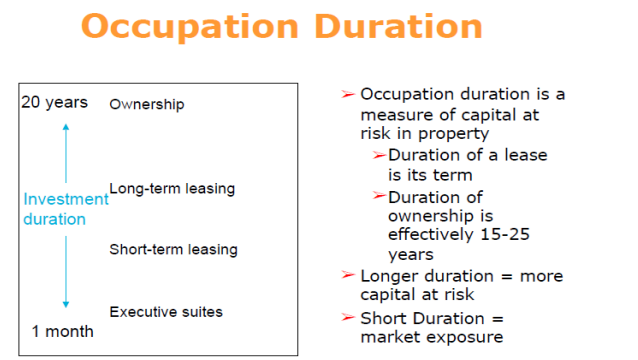 Occupation Duration
20 years
Ownership
Long-term leasing
Investment
duration
Short-term leasing
Executive suites
1 month
➢ Occupation duration is a
measure of capital at
risk in property
➢Duration of a lease
is its term
➢Duration of
ownership is
effectively 15-25
years
➢ Longer duration = more
capital at risk
➢ Short Duration =
market exposure